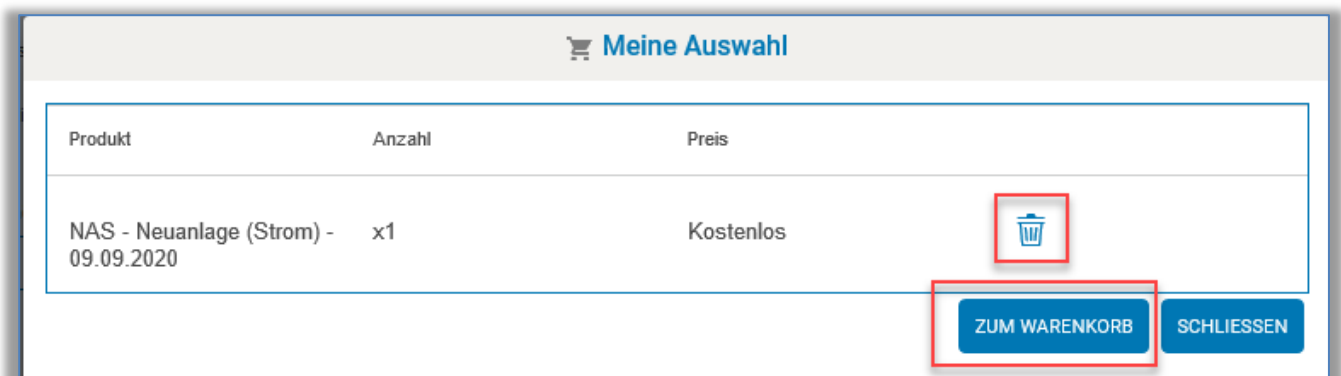 Meine Auswahl
Produkt Anzahl Preis
NAS - Neuanlage (Strom) - x1 Kostenlos
09.09.2020
ZUM WARENKORB SCHLIESSEN